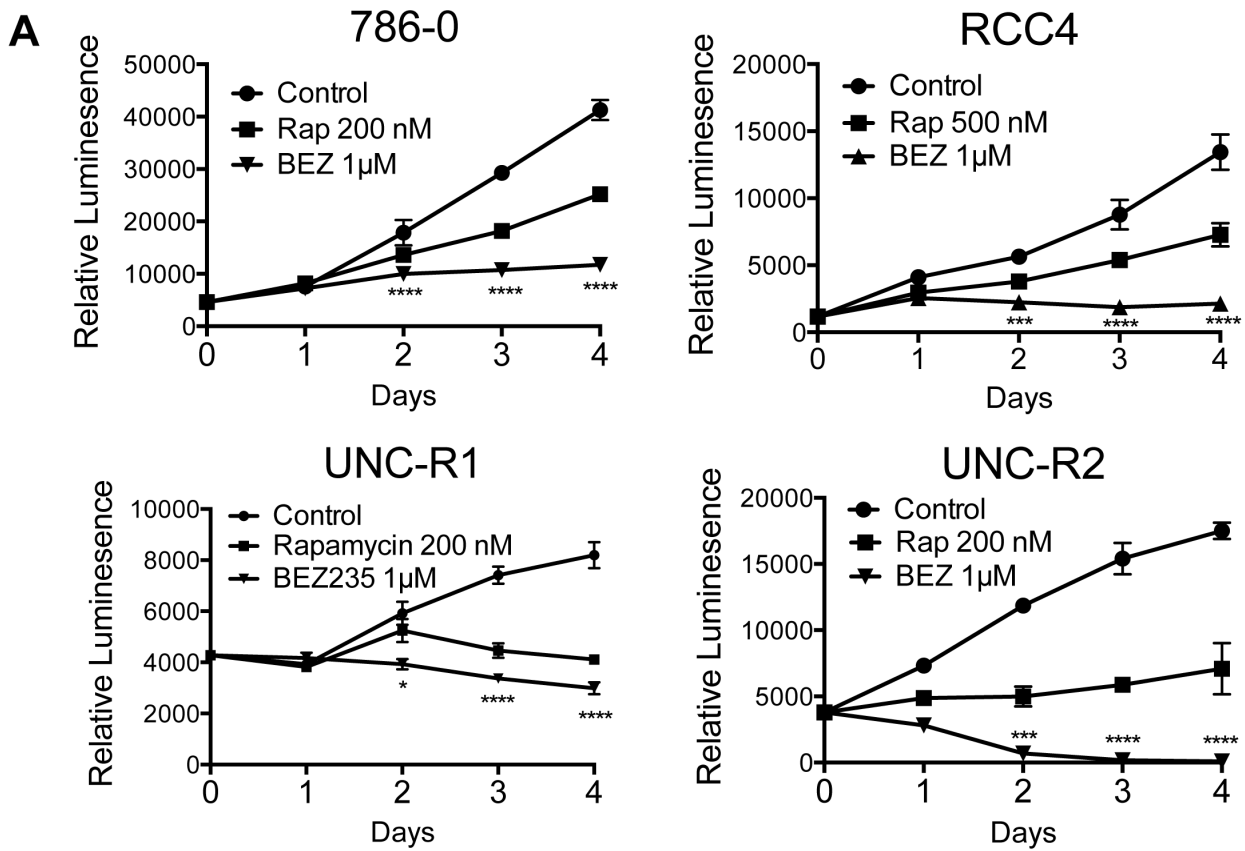 A
786-0
Relative Luminesence
50000
40000
30000
20000
10000
0
Control
Rap 200 nM
BEZ 1µM
**** **** ****
0 1 2 3 4
Days
RCC4
Relative Luminesence
20000
15000
10000
5000
0
Control
Rap 500 nM
BEZ 1µM
*** **** ****
0 1 2 3 4
Days
UNC-R1
Relative Luminesence
10000
8000
6000
4000
2000
0
Control
Rapamycin 200 nM
BEZ235 1µM
* **** ****
0 1 2 3 4
Days
UNC-R2
Relative Luminesence
20000
15000
10000
5000
0
Control
Rap 200 nM
BEZ 1µM
*** **** ****
0 1 2 3 4
Days